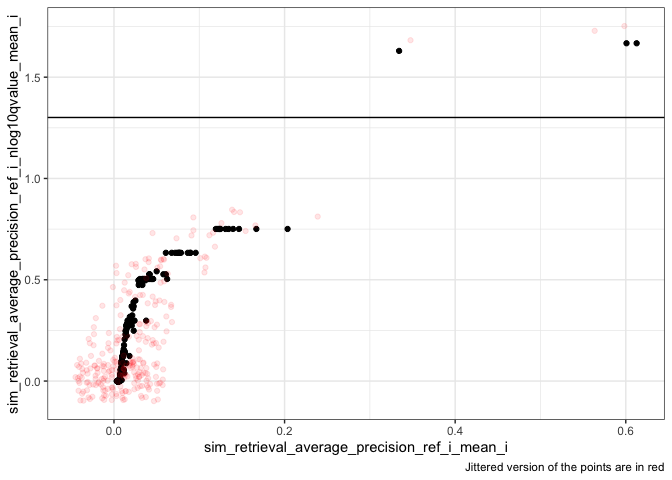 sim_retrieval_average_precision_ref_i_nlog10qvalue_mean_i
1.5
1.0
0.5
0.0
0.0
0.2
0.4
0.6
sim_retrieval_average_precision_ref_i_mean_i
Jittered version of the points are in red